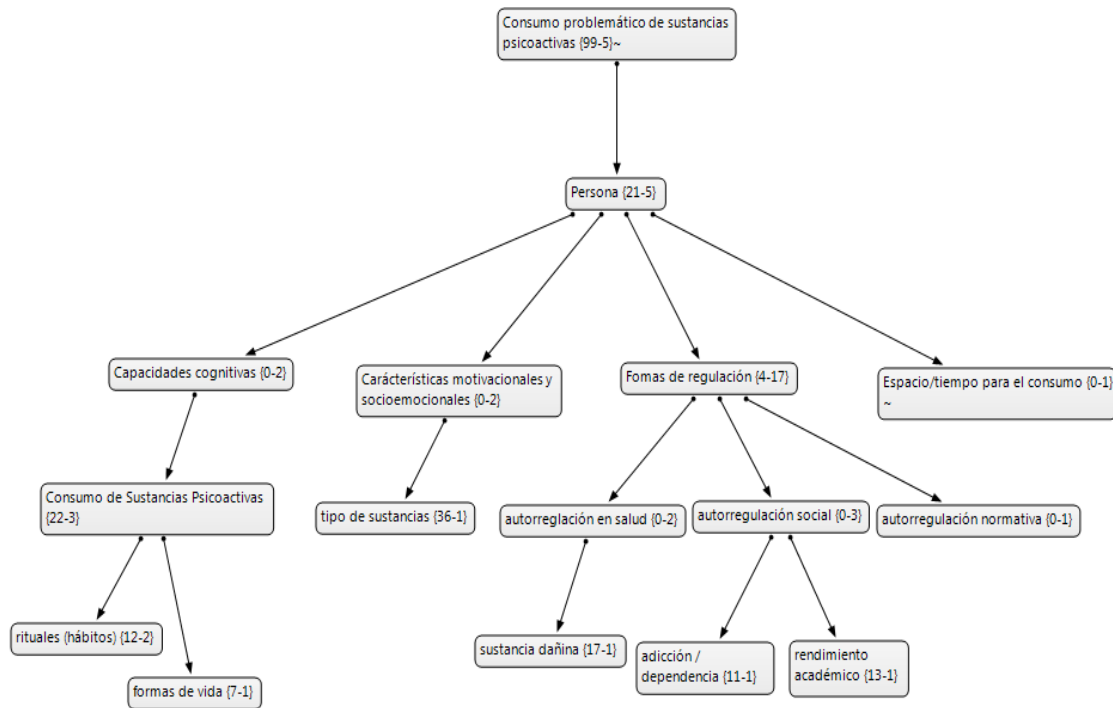 Consumo problemático de sustancias
psicoactivas {99-5}~
Persona {21-5}
Capacidades cognitivas {0-2}
Carácterísticas motivacionales y
socioemocionales {0-2}
Fomas de regulación {4-17}
Espacio/tiempo para el consumo {0-1}
~
Consumo de Sustancias Psicoactivas
{22-3}
tipo de sustancias {36-1}
autorreglación en salud {0-2}
autorregulación social {0-3}
autorregulación normativa {0-1}
rituales (hábitos) {12-2}
formas de vida {7-1}
sustancia dañina {17-1}
adicción /
dependencia {11-1}
rendimiento
académico {13-1}